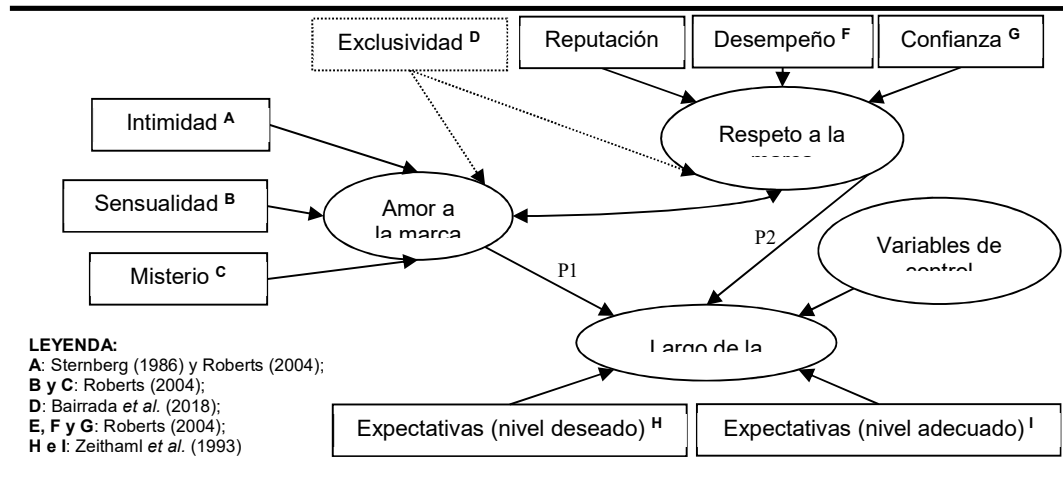 Exclusividad D
Reputación
Desempeño F
Confianza G
Intimidad A
Respeto a la
Sensualidad B
Amor a
la marca
P2
Variables de
control
Misterio C
P1
Largo de la
LEYENDA:
A: Sternberg (1986) y Roberts (2004);
B y C: Roberts (2004);
D: Bairrada et al. (2018);
E, F y G: Roberts (2004);
H e I: Zeithaml et al. (1993)
Expectativas (nivel deseado) H
Expectativas (nivel adecuado) I